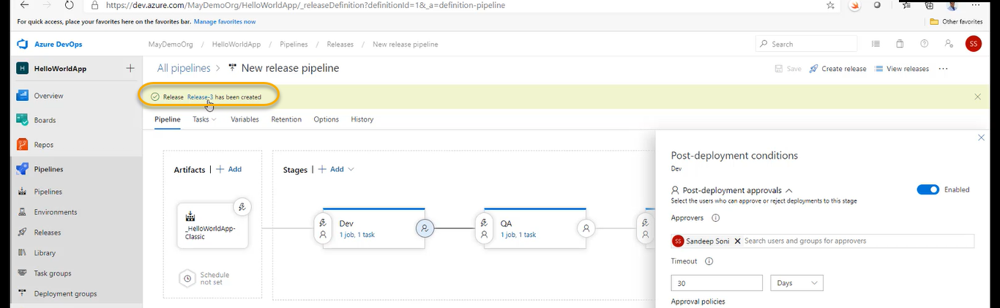 https://dev.azure.com/MayDemoOrg/HelloWorldApp/_releaseDefinition?definitionId=1&_a=definition-pipeline
For quick access, place your favorites here on the favorites bar. Manage favorites now
Other favorites
Azure DevOps
MayDemoOrg / HelloWorldApp / Pipelines / Releases / New release pipeline
Search
SS
H HelloWorldApp
All pipelines > New release pipeline
Save
Create release
View releases
Overview
Boards
Repos
Pipelines
Pipelines
Environments
Releases
Library
Task groups
Deployment groups
Release Release-3 has been created
Pipeline Tasks Variables Retention Options History
Artifacts | + Add
Stages | + Add
_HelloWorldApp-
Classic
Schedule
not set
Dev
1 job, 1 task
QA
1 job, 1 task
Post-deployment conditions
Dev
Post-deployment approvals
Enabled
Select the users who can approve or reject deployments to this stage
Approvers
SS Sandeep Soni Search users and groups for approvers
Timeout
30 Days
Approval policies